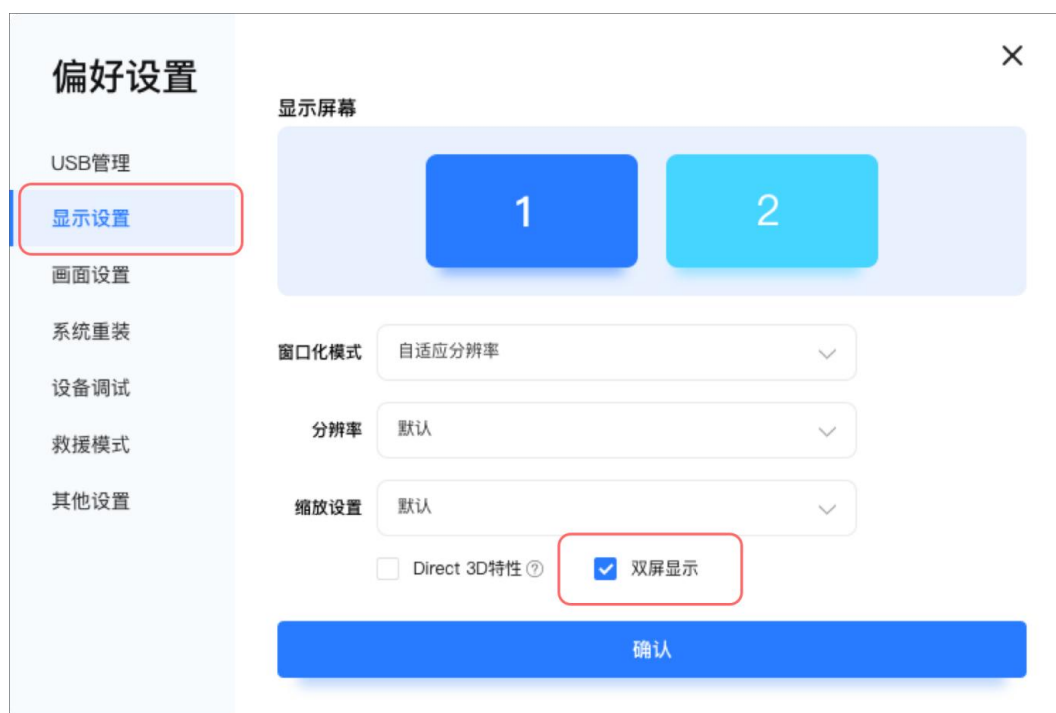 偏好设置
USB管理
显示设置
画面设置
系统重装
设备调试
救援模式
其他设置
显示屏幕
1
2
窗口化模式 自适应分辨率
分辨率 默认
缩放设置 默认
Direct 3D特性 ? 双屏显示
确认